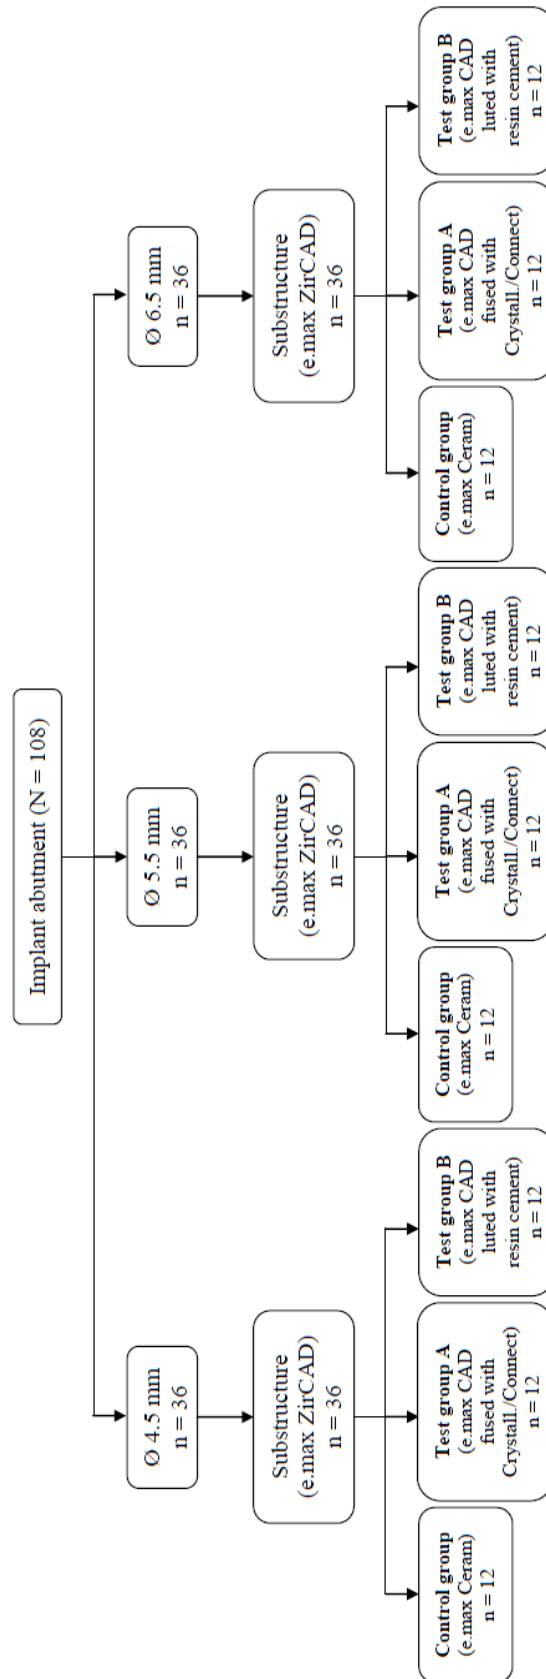 Implant abutment (N = 108)
Ø 4.5 mm
n = 36
Ø 5.5 mm
n = 36
Ø 6.5 mm
n = 36
Substructure
(e.max ZirCAD)
n = 36
Substructure
(e.max ZirCAD)
n = 36
Substructure
(e.max ZirCAD)
n = 36
Control group
(e.max Ceram)
n = 12
Test group A
(e.max CAD
fused with
Crystall./Connect)
n = 12
Test group B
(e.max CAD
luted with
resin cement)
n = 12
Control group
(e.max Ceram)
n = 12
Test group A
(e.max CAD
fused with
Crystall./Connect)
n = 12
Test group B
(e.max CAD
luted with
resin cement)
n = 12
Control group
(e.max Ceram)
n = 12
Test group A
(e.max CAD
fused with
Crystall./Connect)
n = 12
Test group B
(e.max CAD
luted with
resin cement)
n = 12